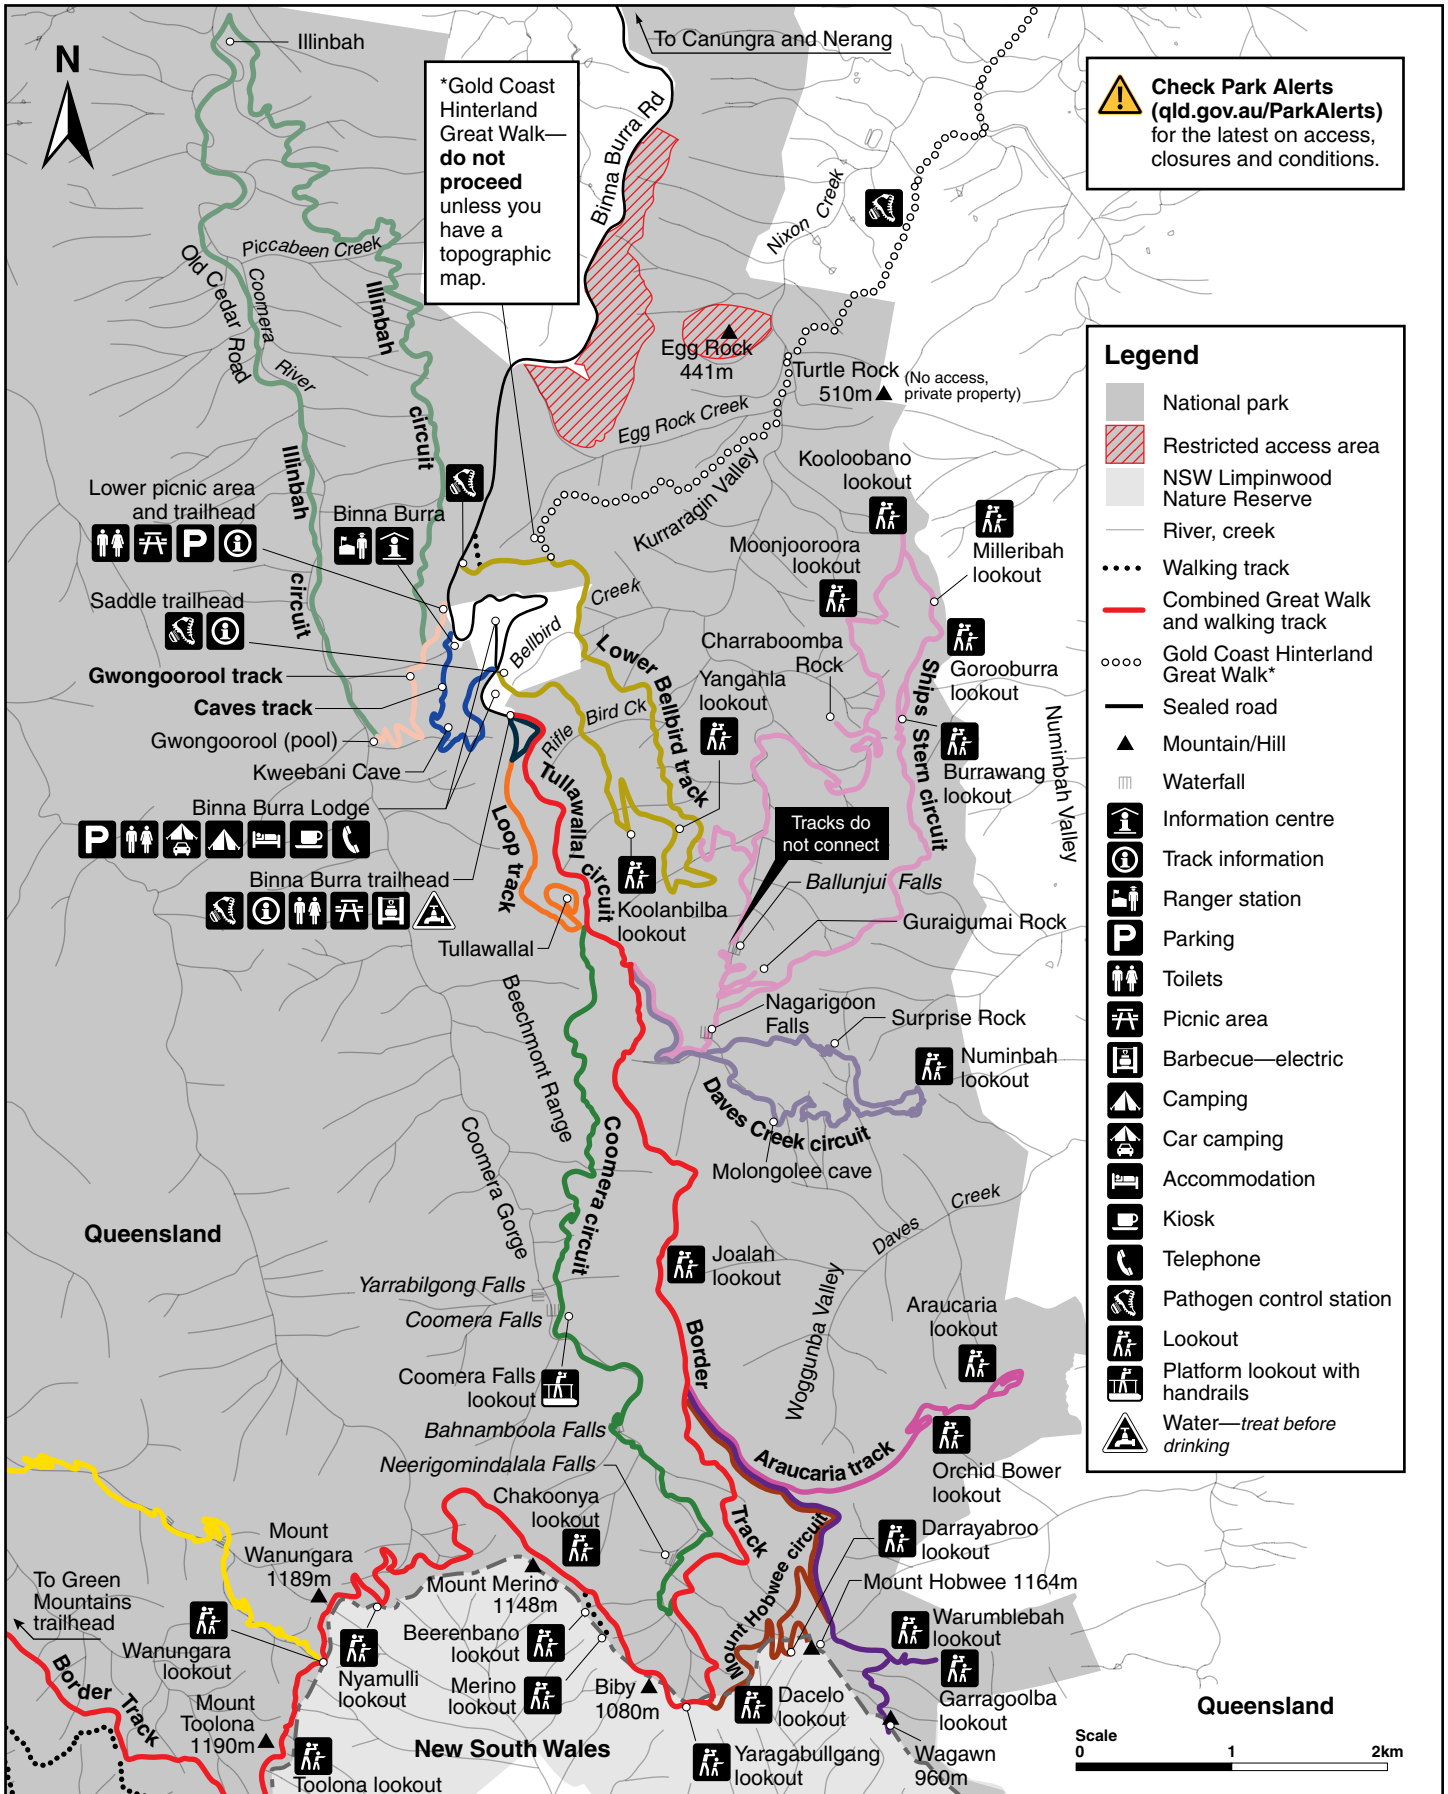 Illinbah
N
To Canungra and Nerang
*Gold Coast
Hinterland
Great Walk—
do not
proceed
unless you
have a
topographic
map.
Binna Burra Rd
Check Park Alerts
(qld.gov.au/ParkAlerts)
for the latest on access,
closures and conditions.
Nixon Creek
Piccabeen Creek
Old Cedar Road
Coomera River
Illinbah circuit
Egg Rock
441m
Turtle Rock
510m
(No access,
private property)
Egg Rock Creek
Kurraragin Valley
Illinbah circuit
Lower picnic area
and trailhead
Binna Burra
Saddle trailhead
Gwongoorool track
Caves track
Gwongoorool (pool)
Kweebani Cave
Binna Burra Lodge
Binna Burra trailhead
Tullawallal
Kooloobano
lookout
Milleribah
lookout
Moonjooroora
lookout
Charraboomba
Rock
Gorooburra
lookout
Yangahla
lookout
Bellbird Creek
Lower Bellbird track
Rifle Bird Ck
Ships Stern circuit
Burrawang
lookout
Numinbah Valley
Tullawallal circuit
Loop track
Koolanbilba
lookout
Tracks do
not connect
Ballunjui Falls
Guraigumai Rock
Nagarigoon
Falls
Surprise Rock
Numinbah
lookout
Daves Creek circuit
Molongolee cave
Beechmont Range
Coomera Gorge
Coomera circuit
Daves Creek
Queensland
Joalah
lookout
Woggunba Valley
Yarrabilgong Falls
Coomera Falls
Coomera Falls
lookout
Border Track
Araucaria
lookout
Araucaria track
Orchid Bower
lookout
Bahnamboola Falls
Neerigomindalala Falls
Chakoonya
lookout
Mount Hobwee circuit
Darrayabroo
lookout
Mount Hobwee 1164m
Warumblebah
lookout
Garragoolba
lookout
Wagawn
960m
Mount
Wanungara
1189m
To Green
Mountains
trailhead
Wanungara
lookout
Border Track
Mount
Toolona
1190m
Nyamulli
lookout
Toolona lookout
Mount Merino
1148m
Beerenbano
lookout
Merino
lookout
Biby
1080m
Dacelo
lookout
Yaragabullgang
lookout
New South Wales
Queensland
Scale
0 1 2km
Legend
National park
Restricted access area
NSW Limpinwood
Nature Reserve
River, creek
Walking track
Combined Great Walk
and walking track
Gold Coast Hinterland
Great Walk*
Sealed road
Mountain/Hill
Waterfall
Information centre
Track information
Ranger station
P Parking
Toilets
Picnic area
Barbecue—electric
Camping
Car camping
Accommodation
Kiosk
Telephone
Pathogen control station
Lookout
Platform lookout with
handrails
Water—treat before
drinking